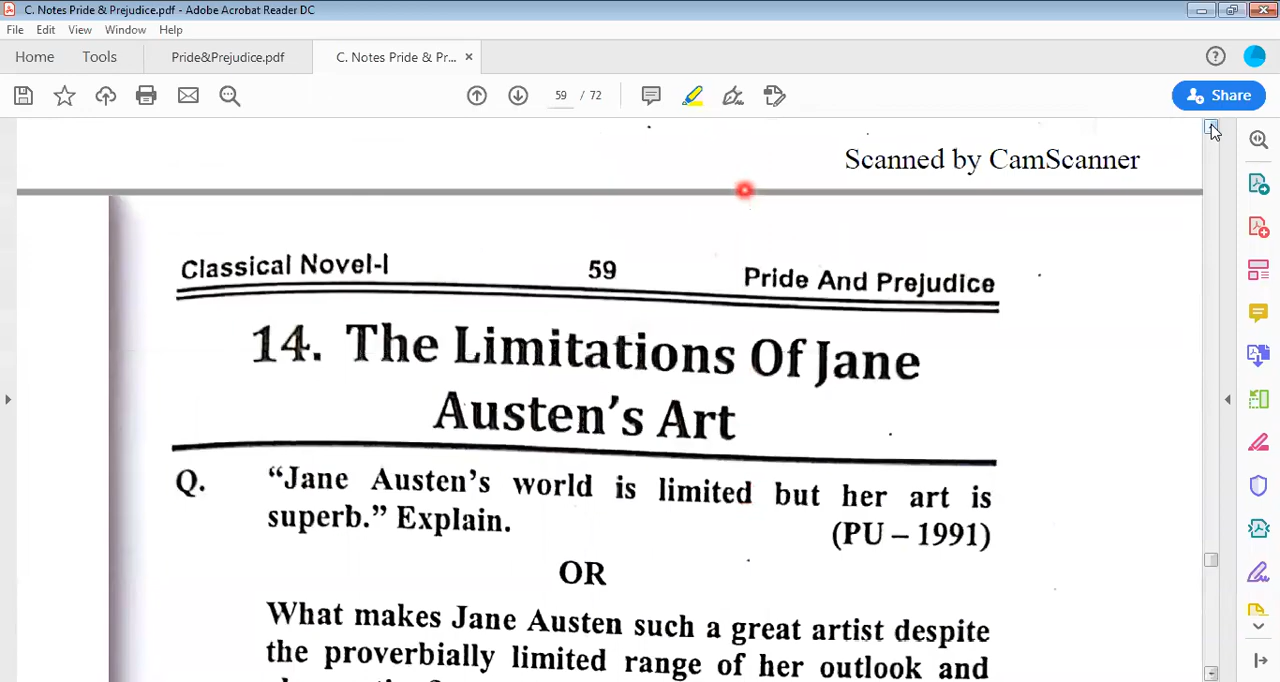 C. Notes Pride & Prejudice.pdf - Adobe Acrobat Reader DC
File Edit View Window Help
Home Tools Pride&Prejudice.pdf C. Notes Pride & Pr... ×
59 / 72
Share
Scanned by CamScanner
Classical Novel-I 59 Pride And Prejudice
14. The Limitations Of Jane
Austen's Art
Q. “Jane Austen's world is limited but her art is
superb.” Explain. (PU – 1991)
OR
What makes Jane Austen such a great artist despite
the proverbially limited range of her outlook and